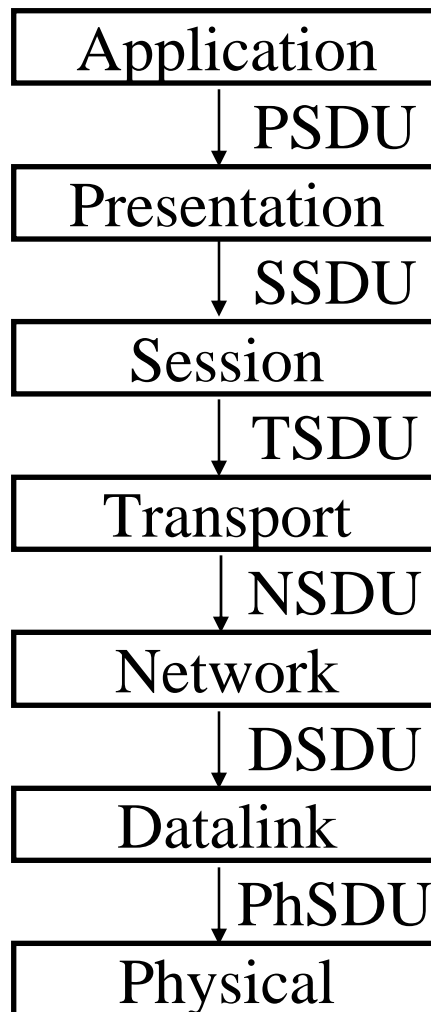 Application
PSDU
Presentation
SSDU
Session
TSDU
Transport
NSDU
Network
DSDU
Datalink
PhSDU
Physical